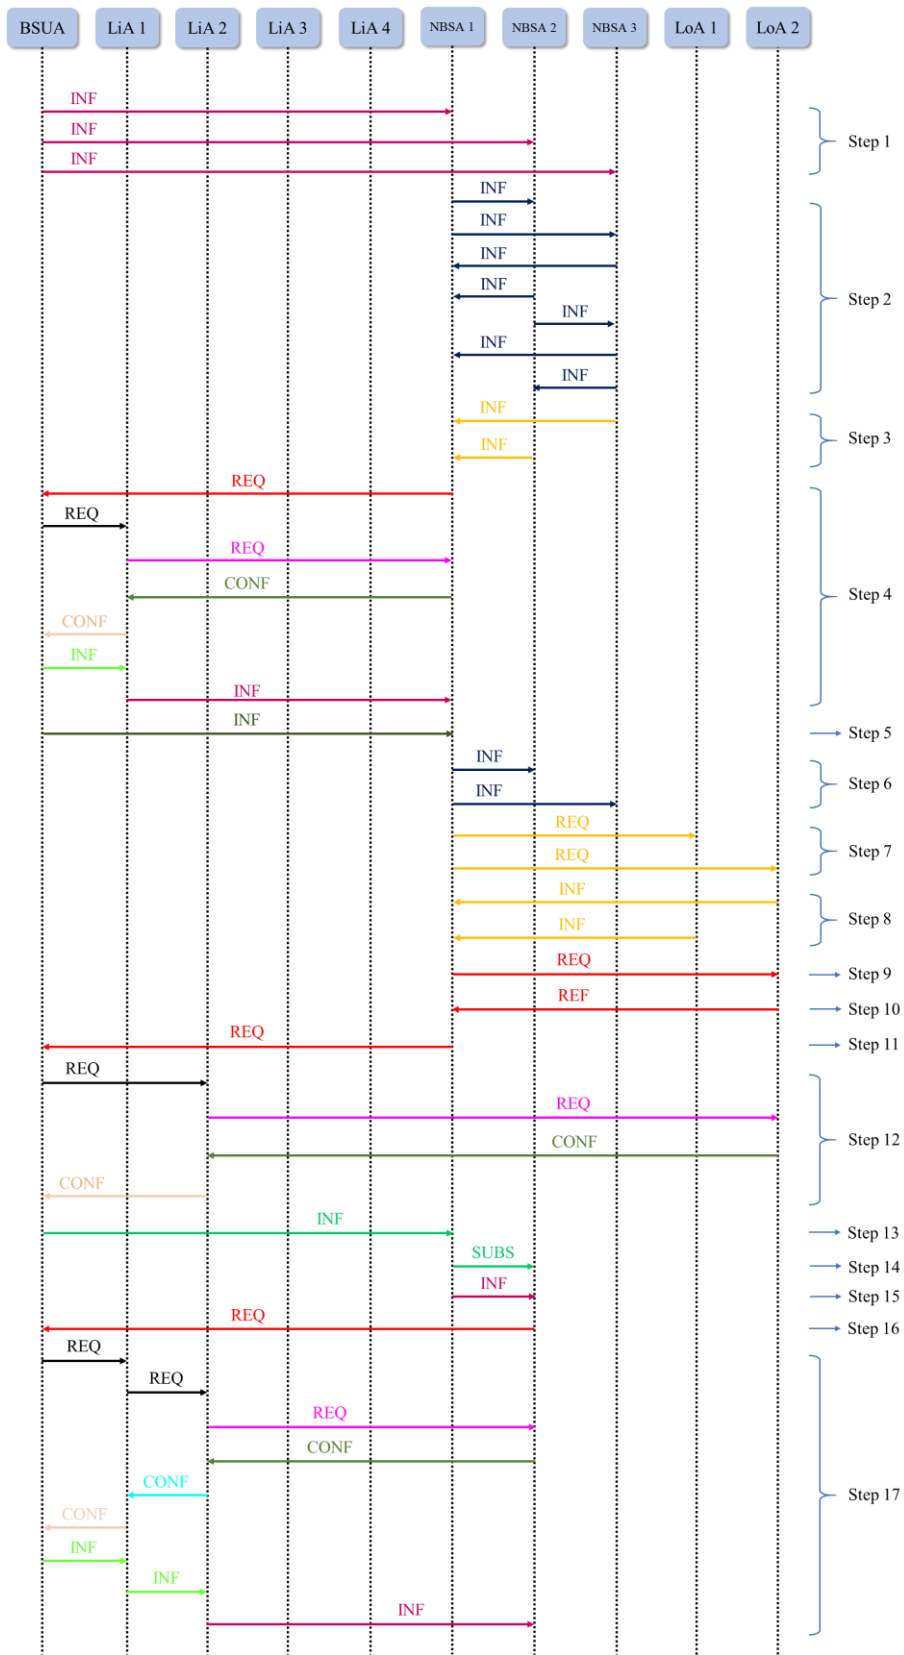 BSUA LiA 1 LiA 2 LiA 3 LiA 4 NBSA 1 NBSA 2 NBSA 3 LoA 1 LoA 2
INF
INF
Step 1
INF
INF
INF
INF
INF
Step 2
INF
INF
INF
INF
Step 3
INF
REQ
REQ
REQ
CONF
Step 4
CONF
INF
INF
INF
Step 5
INF
Step 6
INF
REQ
Step 7
REQ
INF
Step 8
INF
REQ
Step 9
REF
Step 10
REQ
Step 11
REQ
REQ
Step 12
CONF
CONF
INF
Step 13
SUBS
Step 14
INF
Step 15
REQ
Step 16
REQ
REQ
REQ
CONF
CONF
Step 17
CONF
INF
INF
INF